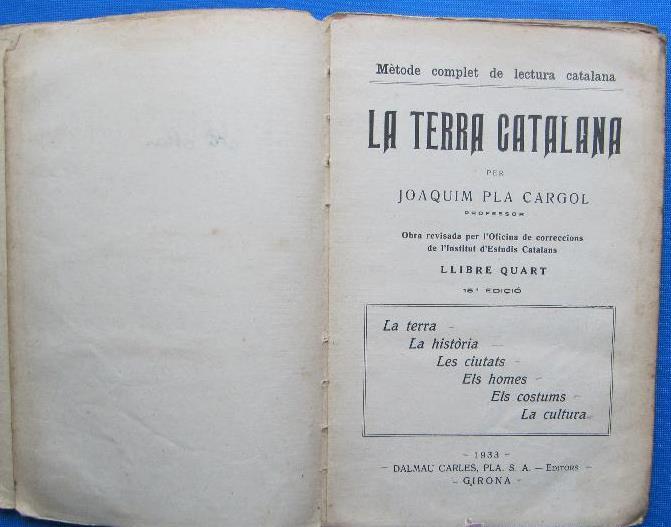 Mètode complet de lectura catalana
LA TERRA CATALANA
PER
JOAQUIM PLA CARGOL
PROFESSOR
Obra revisada per l'Oficina de correccions
de l'Institut d'Estudis Catalans
LLIBRE QUART
16ª EDICIÓ
La terra –
La història –
Les ciutats –
Els homes –
Els costums –
La cultura
– 1933 –
– DALMAU CARLES, PLA. S. A. — EDITORS –
– GIRONA –